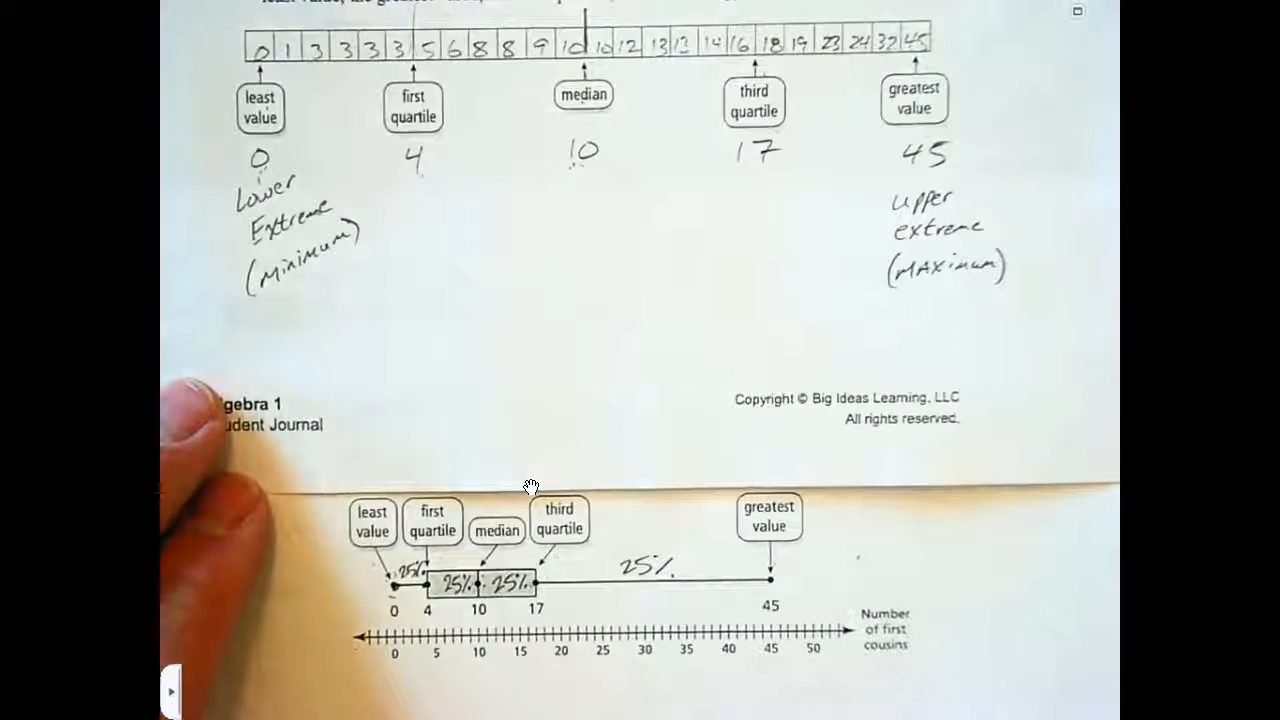 0 1 3 3 3 3 5 6 8 8 9 10 10 12 13 13 14 16 18 19 23 24 32 45
least value
first quartile
median
third quartile
greatest value
0 4 10 17 45
Lower
Extreme
(Minimum)
upper
extreme
(MAximum)
gebra 1
udent Journal
Copyright © Big Ideas Learning, LLC
All rights reserved.
least value
first quartile
median
third quartile
greatest value
25% 25% 25% 25%
0 4 10 17 45
0 5 10 15 20 25 30 35 40 45 50
Number
of first
cousins